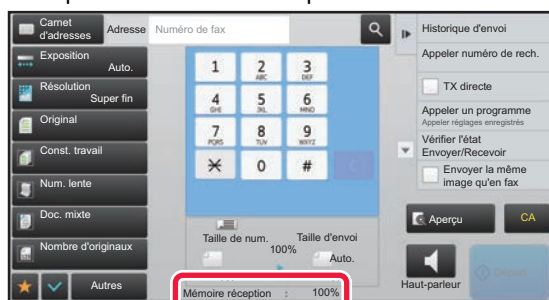 Carnet
d'adresses
Adresse
Numéro de fax
Exposition
Auto.
Résolution
Super fin
Original
Const. travail
Num. lente
Doc. mixte
Nombre d'originaux
Autres
1
2
ABC
3
DEF
4
GHI
5
JKL
6
MNO
7
PQRS
8
TUV
9
WXYZ
0
#
Taille de num.
100%
Taille d'envoi
Auto.
Mémoire réception : 100%
Historique d'envoi
Appeler numéro de rech.
TX directe
Appeler un programme
Appeler réglages enregistrés
Vérifier l'état
Envoyer/Recevoir
Envoyer la même
image qu'en fax
Aperçu
CA
Haut-parleur
Départ